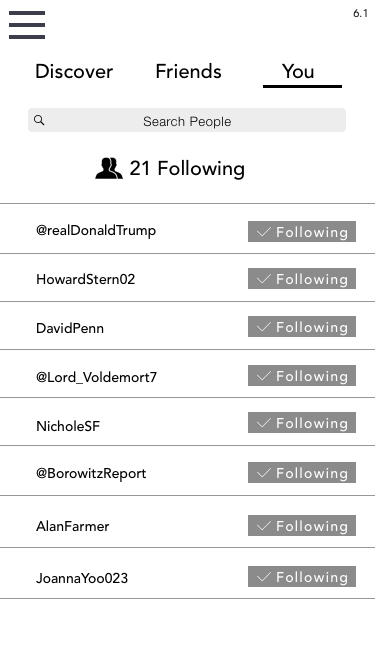 6.1
Discover Friends You
Search People
21 Following
@realDonaldTrump Following
HowardStern02 Following
DavidPenn Following
@Lord_Voldemort7 Following
NicholeSF Following
@BorowitzReport Following
AlanFarmer Following
JoannaYoo023 Following